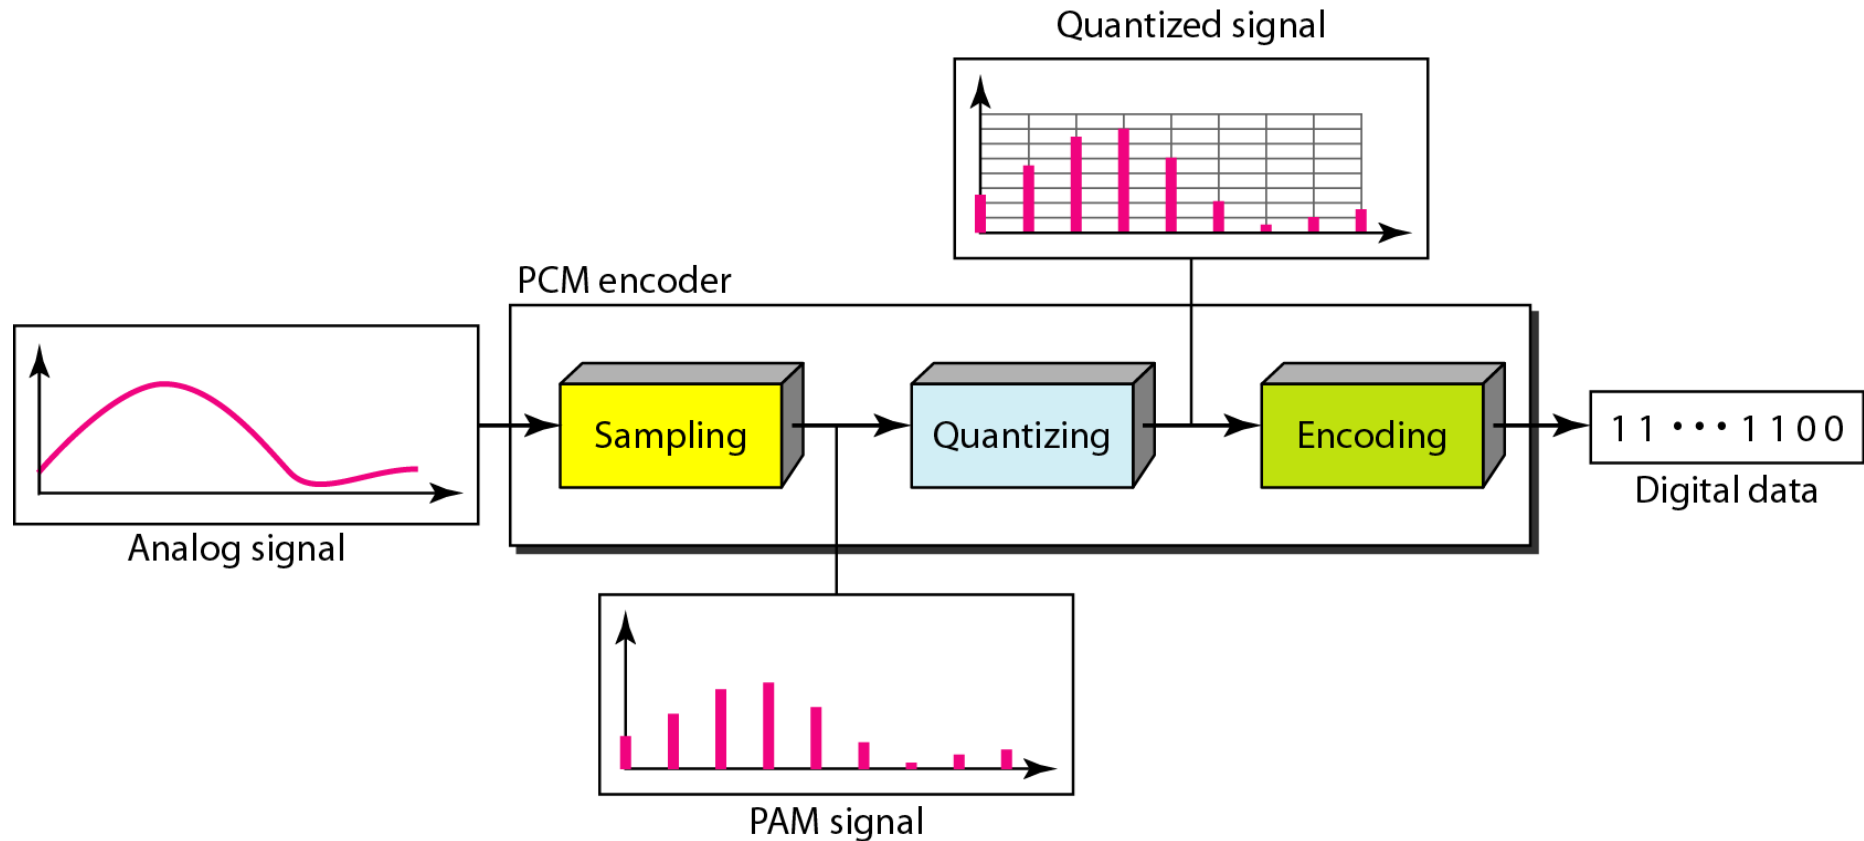 Quantized signal
PCM encoder
Sampling
Quantizing
Encoding
11 ··· 1100
Digital data
Analog signal
PAM signal